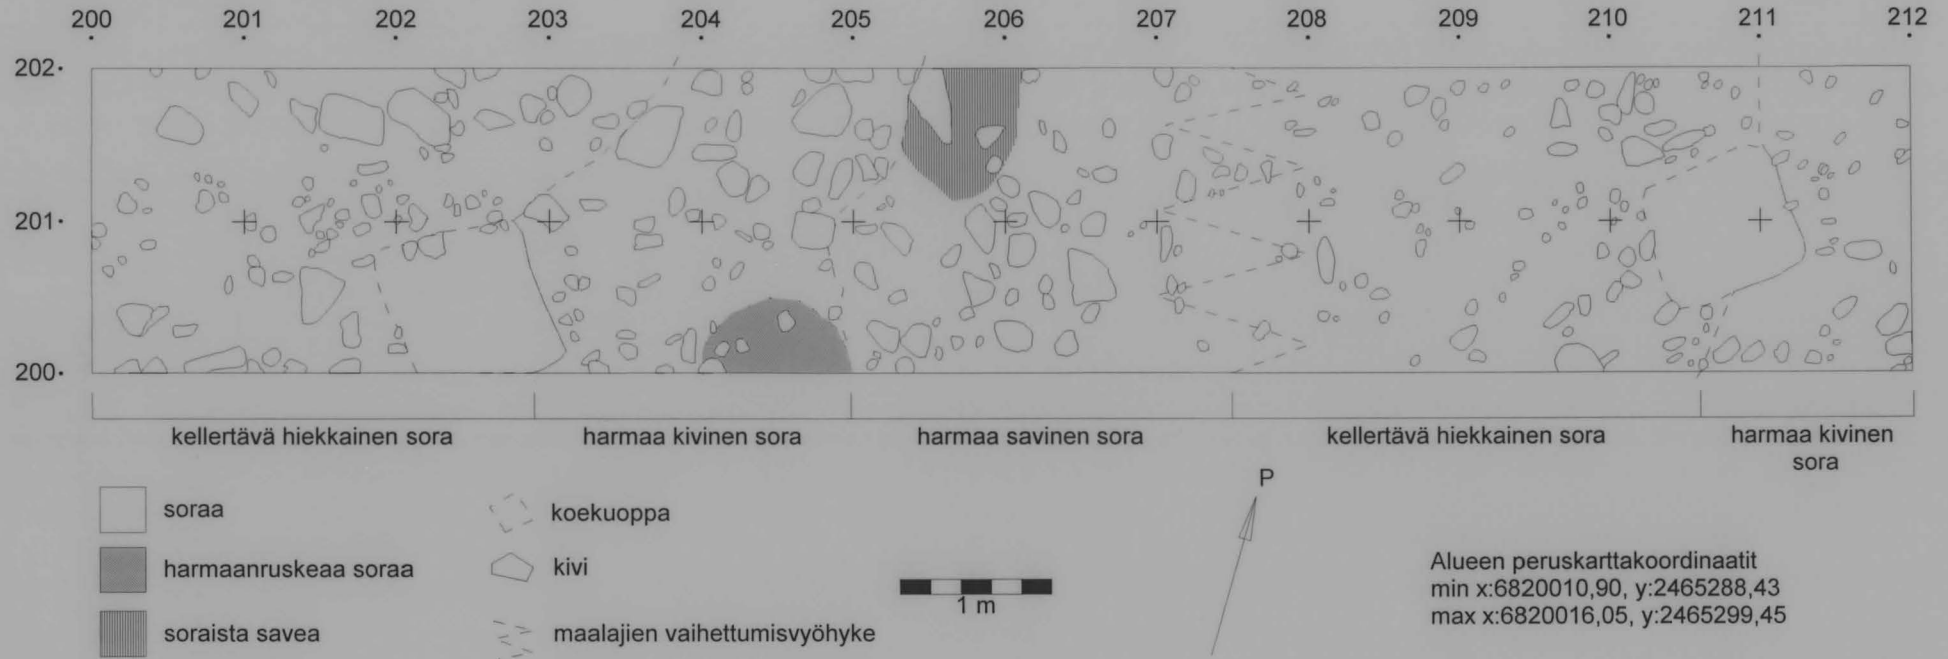 200 201 202 203 204 205 206 207 208 209 210 211 212
202
201
200
kellertävä hiekkainen sora harmaa kivinen sora harmaa savinen sora kellertävä hiekkainen sora harmaa kivinen
sora
soraa
harmaanruskeaa soraa
soraista savea
koekuoppa
kivi
maalajien vaihettumisvyöhyke
1 m
P
Alueen peruskarttakoordinaatit
min x:6820010,90, y:2465288,43
max x:6820016,05, y:2465299,45